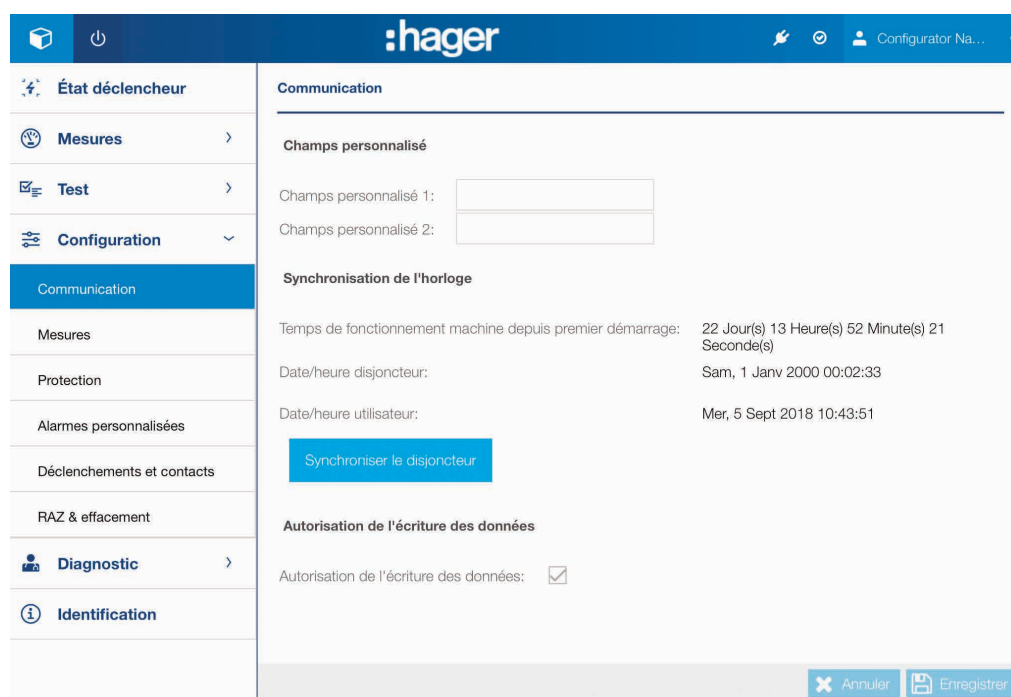 :hager
Configurator Na...
État déclencheur
Mesures
Test
Configuration
Communication
Mesures
Protection
Alarmes personnalisées
Déclenchements et contacts
RAZ & effacement
Diagnostic
Identification
Communication
Champs personnalisé
Champs personnalisé 1:
Champs personnalisé 2:
Synchronisation de l'horloge
Temps de fonctionnement machine depuis premier démarrage: 22 Jour(s) 13 Heure(s) 52 Minute(s) 21
Seconde(s)
Date/heure disjoncteur: Sam, 1 Janv 2000 00:02:33
Date/heure utilisateur: Mer, 5 Sept 2018 10:43:51
Synchroniser le disjoncteur
Autorisation de l'écriture des données
Autorisation de l'écriture des données:
Annuler Enregistrer